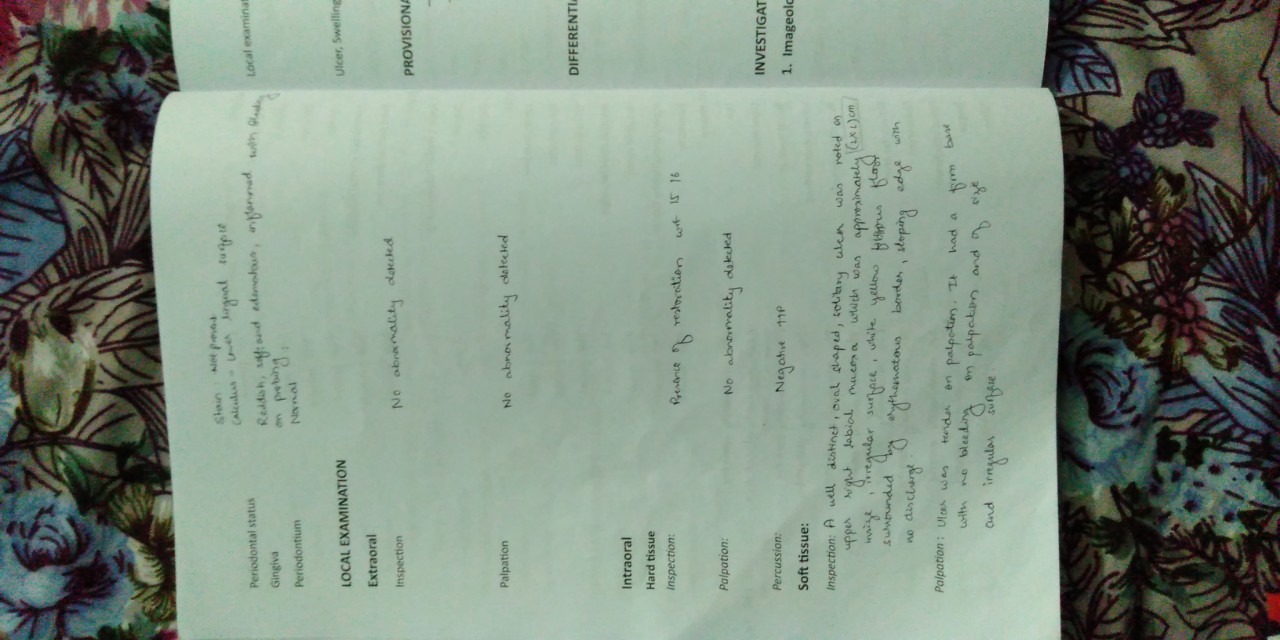 Stain : Not present
Calculus - Lower lingual surface
Periodontal status
Gingiva Reddish, soft and edematous, inflammed with bleeding
on probing.
Periodontium Normal
LOCAL EXAMINATION
Extraoral
Inspection No abnormality detected
Palpation No abnormality detected
Intraoral
Hard tissue
Inspection: Presence of restoration wrt 15 16
Palpation: No abnormality detected
Percussion: Negative TTP
Soft tissue:
Inspection: A well distinct, oval shaped, solitary ulcer was noted on
upper right labial mucosa which was approximately (1x1)cm
insize, irregular surface, white yellow fibrous floor
surrounded by erythematous border, sloping edge with
no discharge.
Palpation: Ulcer was tender on palpation. It had a firm base
with no bleeding on palpation and of size
and irregular surface
Local examinat
Ulcer, Swelling
PROVISIONA
DIFFERENTI
INVESTIGAT
1. Imageolo